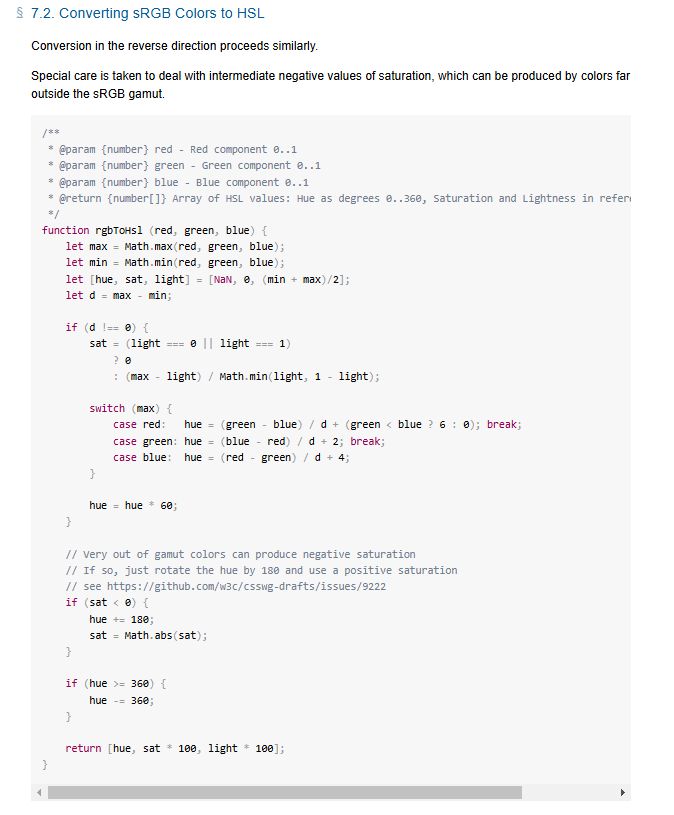 § 7.2. Converting sRGB Colors to HSL
Conversion in the reverse direction proceeds similarly.
Special care is taken to deal with intermediate negative values of saturation, which can be produced by colors far
outside the sRGB gamut.
/**
 * @param {number} red - Red component 0..1
 * @param {number} green - Green component 0..1
 * @param {number} blue - Blue component 0..1
 * @return {number[]} Array of HSL values: Hue as degrees 0..360, Saturation and Lightness in refere
 */
function rgbToHsl (red, green, blue) {
    let max = Math.max(red, green, blue);
    let min = Math.min(red, green, blue);
    let [hue, sat, light] = [NaN, 0, (min + max)/2];
    let d = max - min;
    if (d !== 0) {
        sat = (light === 0 || light === 1)
            ? 0
            : (max - light) / Math.min(light, 1 - light);
        switch (max) {
            case red:   hue = (green - blue) / d + (green < blue ? 6 : 0); break;
            case green: hue = (blue - red) / d + 2; break;
            case blue:  hue = (red - green) / d + 4;
        }
        hue = hue * 60;
    }
    // Very out of gamut colors can produce negative saturation
    // If so, just rotate the hue by 180 and use a positive saturation
    // see https://github.com/w3c/csswg-drafts/issues/9222
    if (sat < 0) {
        hue += 180;
        sat = Math.abs(sat);
    }
    if (hue >= 360) {
        hue -= 360;
    }
    return [hue, sat * 100, light * 100];
}